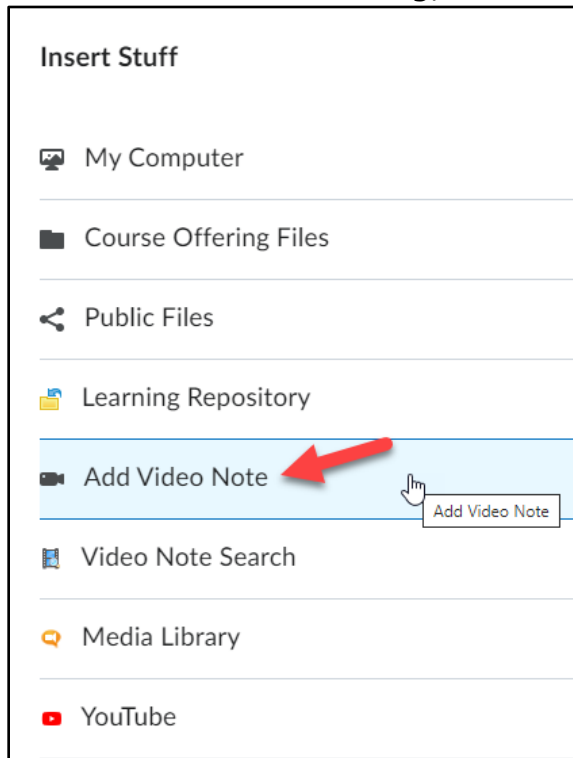 Insert Stuff
My Computer
Course Offering Files
Public Files
Learning Repository
Add Video Note
Add Video Note
Video Note Search
Media Library
YouTube